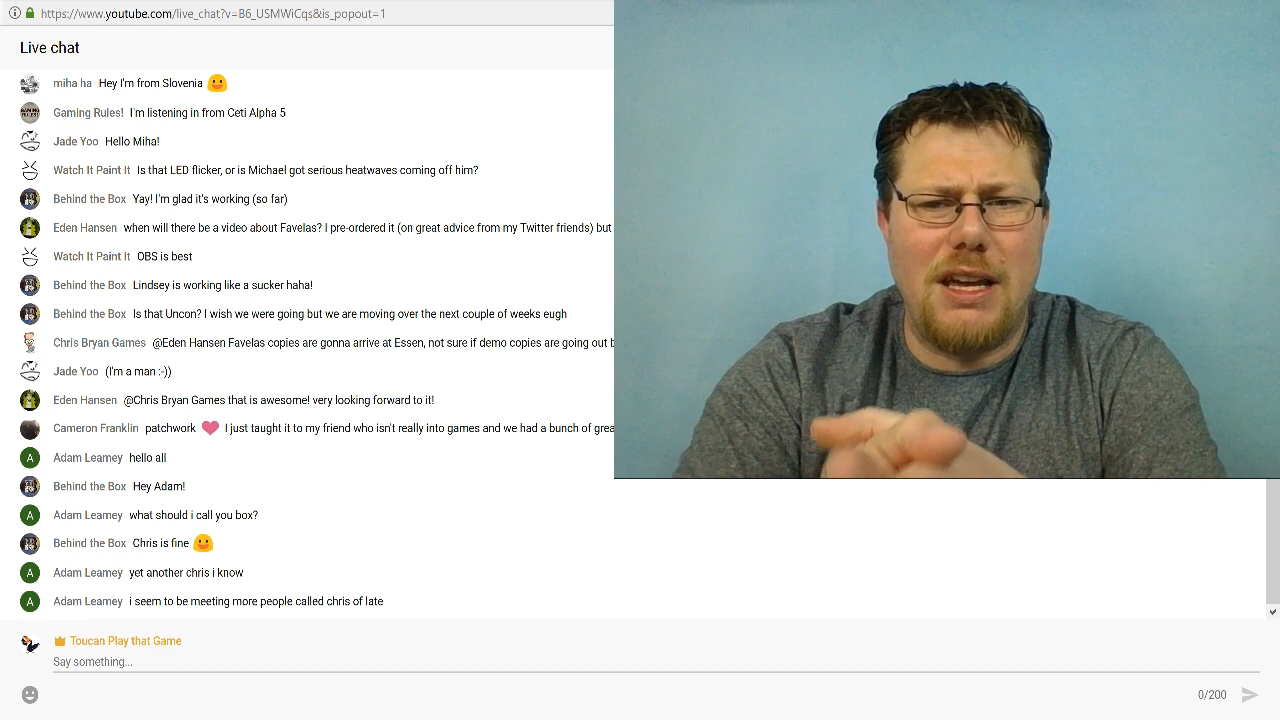 https://www.youtube.com/live_chat?v=B6_USMWiCqs&is_popout=1
Live chat
miha ha Hey I'm from Slovenia
Gaming Rules! I'm listening in from Ceti Alpha 5
Jade Yoo Hello Miha!
Watch It Paint It Is that LED flicker, or is Michael got serious heatwaves coming off him?
Behind the Box Yay! I'm glad it's working (so far)
Eden Hansen when will there be a video about Favelas? I pre-ordered it (on great advice from my Twitter friends) but
Watch It Paint It OBS is best
Behind the Box Lindsey is working like a sucker haha!
Behind the Box Is that Uncon? I wish we were going but we are moving over the next couple of weeks eugh
Chris Bryan Games @Eden Hansen Favelas copies are gonna arrive at Essen, not sure if demo copies are going out
Jade Yoo (I'm a man :-))
Eden Hansen @Chris Bryan Games that is awesome! very looking forward to it!
Cameron Franklin patchwork I just taught it to my friend who isn't really into games and we had a bunch of
Adam Leamey hello all
Behind the Box Hey Adam!
A Adam Leamey what should i call you box?
Behind the Box Chris is fine
A Adam Leamey yet another chris i know
A Adam Leamey i seem to be meeting more people called chris of late
Toucan Play that Game
Say something...
0/200